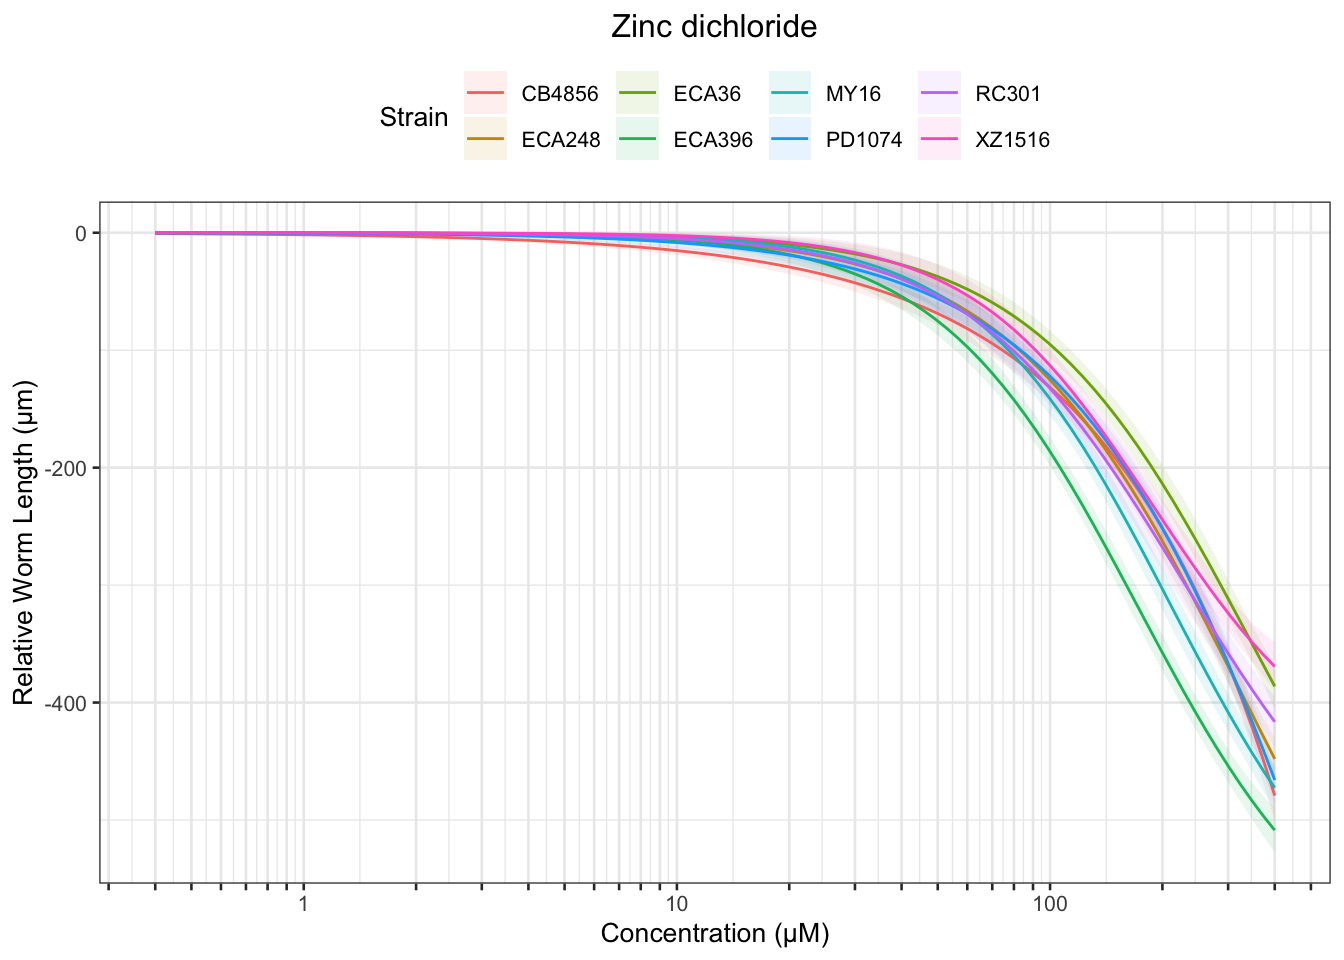 Zinc dichloride
Strain
CB4856 ECA36 MY16 RC301
ECA248 ECA396 PD1074 XZ1516
Relative Worm Length (µm)
0
-200
-400
1 10 100
Concentration (µM)